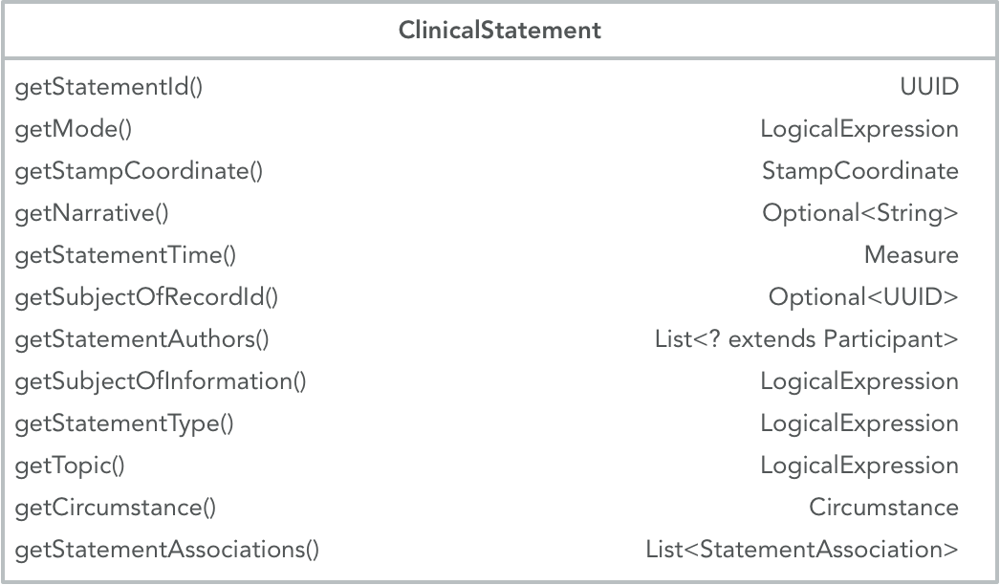 ClinicalStatement
getStatementId() UUID
getMode() LogicalExpression
getStampCoordinate() StampCoordinate
getNarrative() Optional<String>
getStatementTime() Measure
getSubjectOfRecordId() Optional<UUID>
getStatementAuthors() List<? extends Participant>
getSubjectOfInformation() LogicalExpression
getStatementType() LogicalExpression
getTopic() LogicalExpression
getCircumstance() Circumstance
getStatementAssociations() List<StatementAssociation>